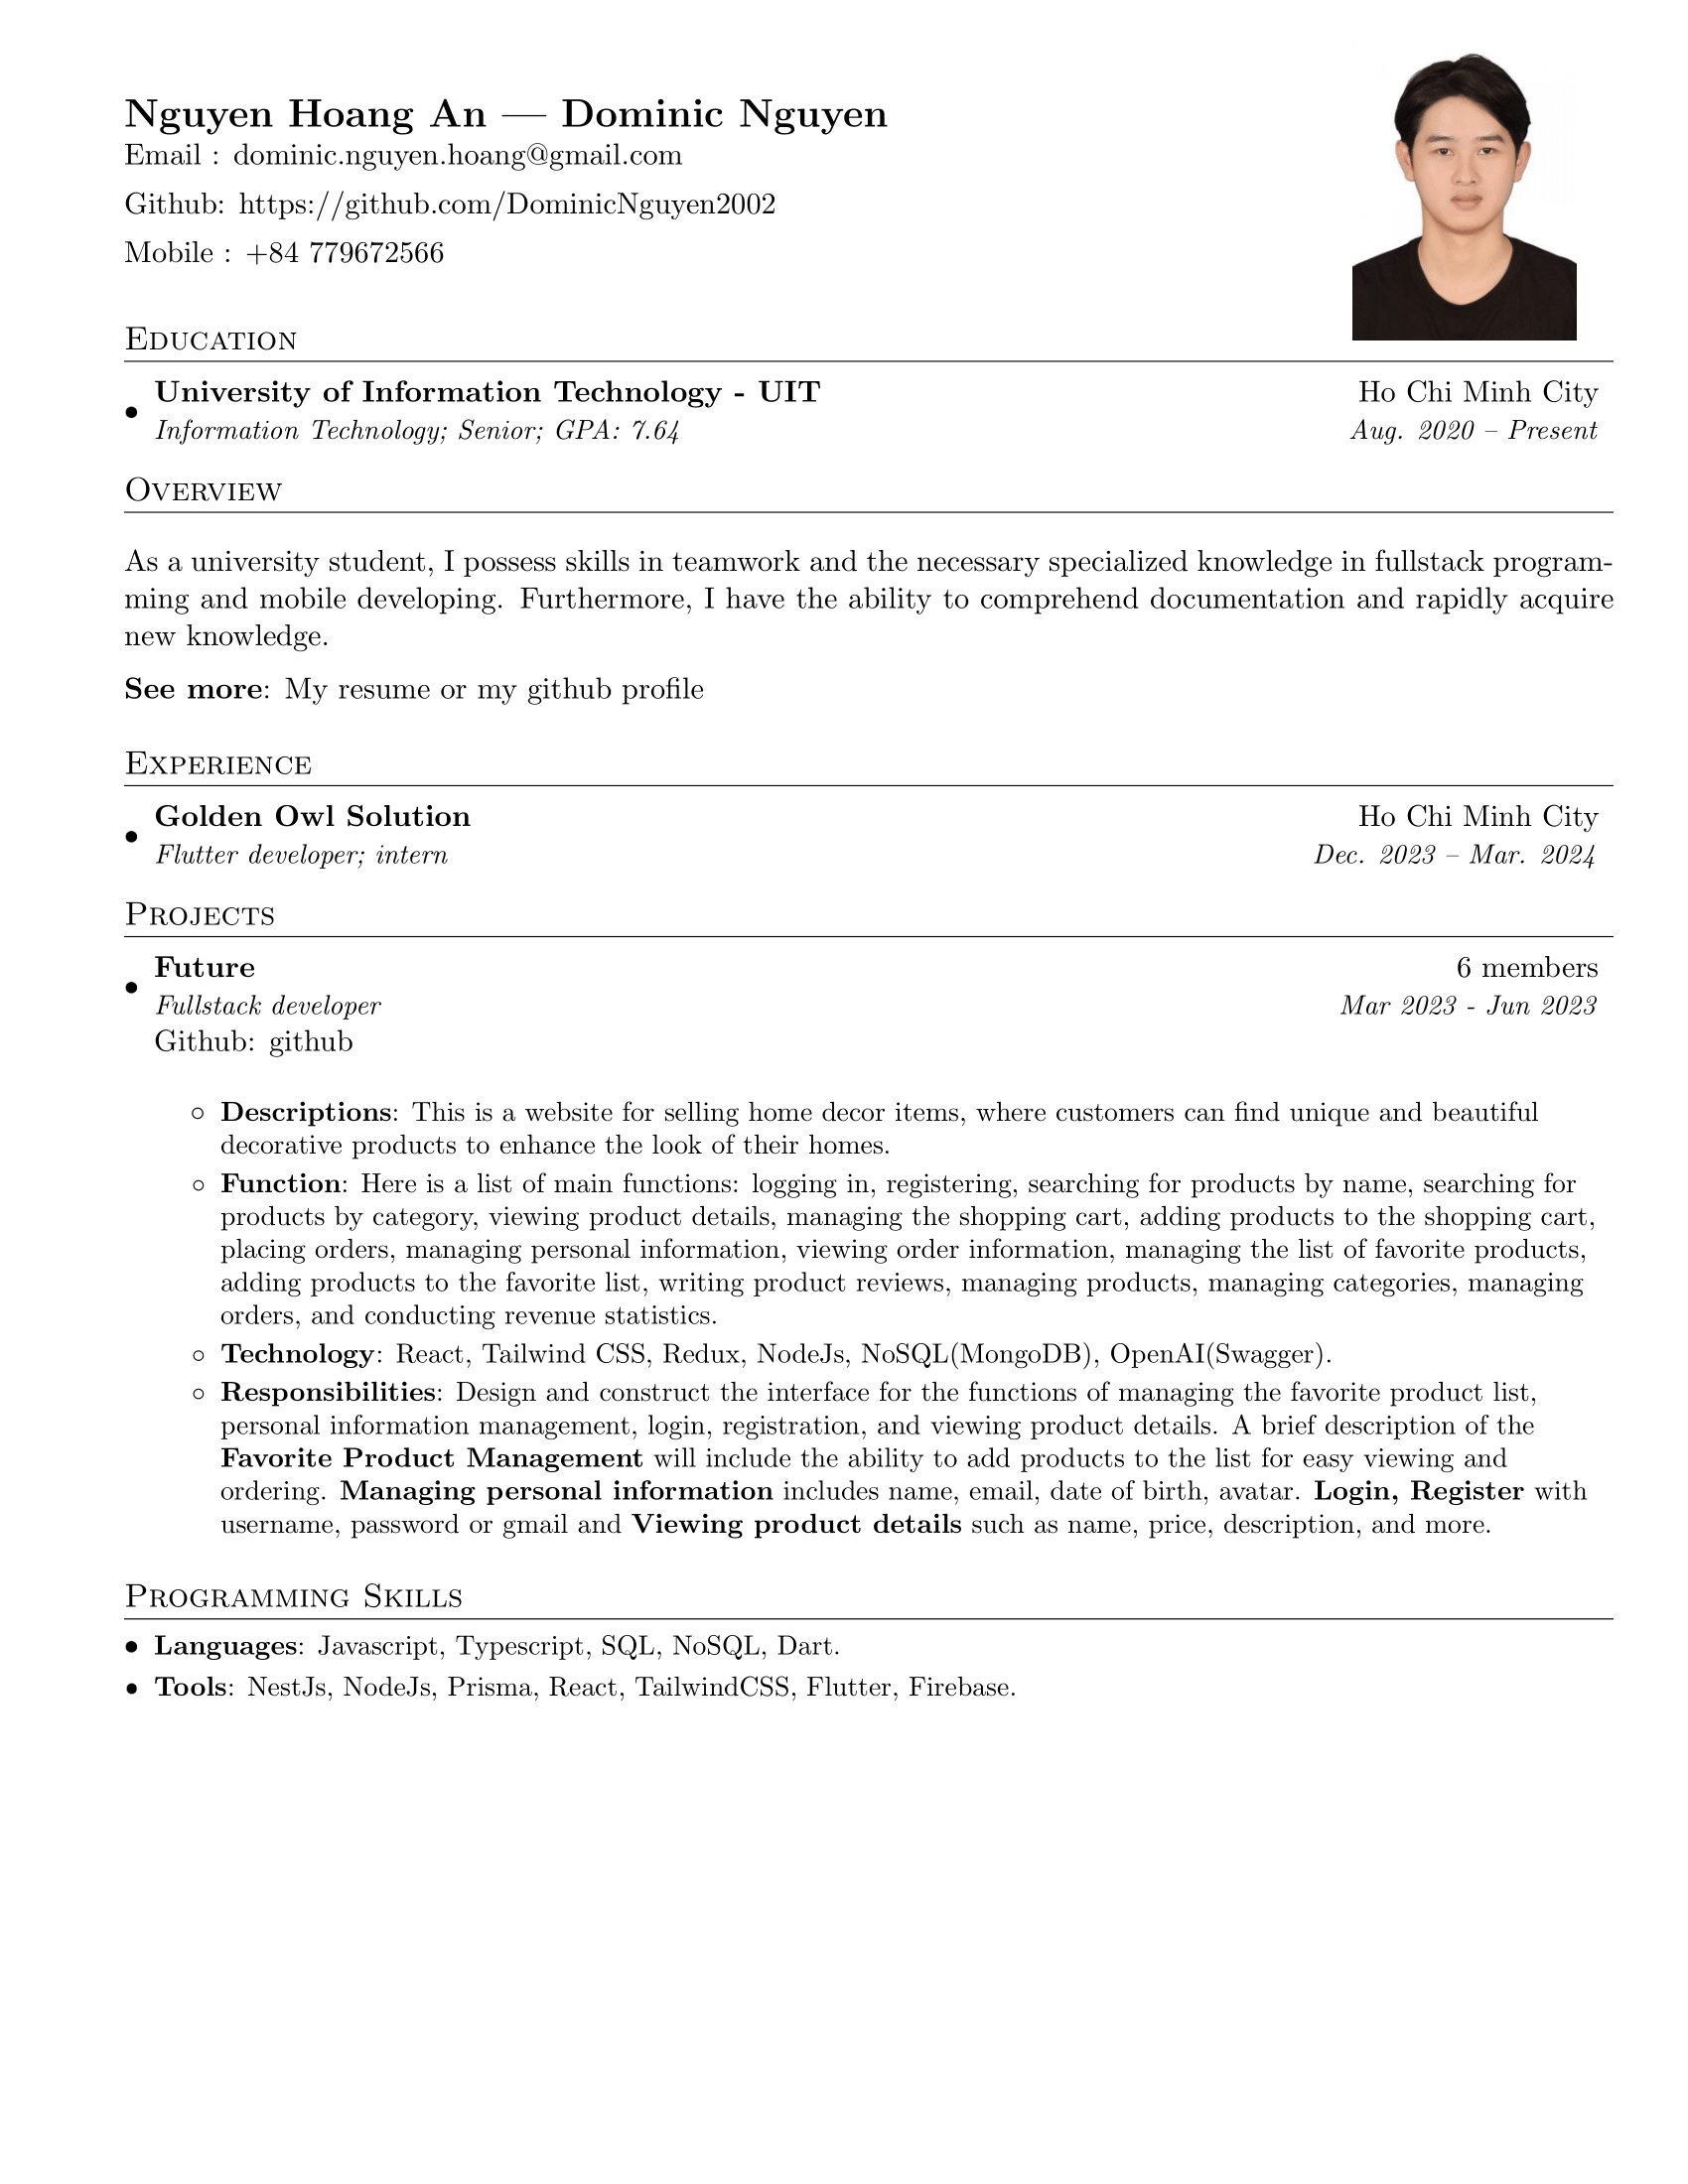 Nguyen Hoang An — Dominic Nguyen
Email : dominic.nguyen.hoang@gmail.com
Github: https://github.com/DominicNguyen2002
Mobile : +84 779672566
Education
• University of Information Technology - UIT Ho Chi Minh City
Information Technology; Senior; GPA: 7.64 Aug. 2020 – Present
Overview
As a university student, I possess skills in teamwork and the necessary specialized knowledge in fullstack program-
ming and mobile developing. Furthermore, I have the ability to comprehend documentation and rapidly acquire
new knowledge.
See more: My resume or my github profile
Experience
• Golden Owl Solution Ho Chi Minh City
Flutter developer; intern Dec. 2023 – Mar. 2024
Projects
• Future 6 members
Fullstack developer Mar 2023 - Jun 2023
Github: github
◦ Descriptions: This is a website for selling home decor items, where customers can find unique and beautiful
decorative products to enhance the look of their homes.
◦ Function: Here is a list of main functions: logging in, registering, searching for products by name, searching for
products by category, viewing product details, managing the shopping cart, adding products to the shopping cart,
placing orders, managing personal information, viewing order information, managing the list of favorite products,
adding products to the favorite list, writing product reviews, managing products, managing categories, managing
orders, and conducting revenue statistics.
◦ Technology: React, Tailwind CSS, Redux, NodeJs, NoSQL(MongoDB), OpenAI(Swagger).
◦ Responsibilities: Design and construct the interface for the functions of managing the favorite product list,
personal information management, login, registration, and viewing product details. A brief description of the
Favorite Product Management will include the ability to add products to the list for easy viewing and
ordering. Managing personal information includes name, email, date of birth, avatar. Login, Register with
username, password or gmail and Viewing product details such as name, price, description, and more.
Programming Skills
• Languages: Javascript, Typescript, SQL, NoSQL, Dart.
• Tools: NestJs, NodeJs, Prisma, React, TailwindCSS, Flutter, Firebase.